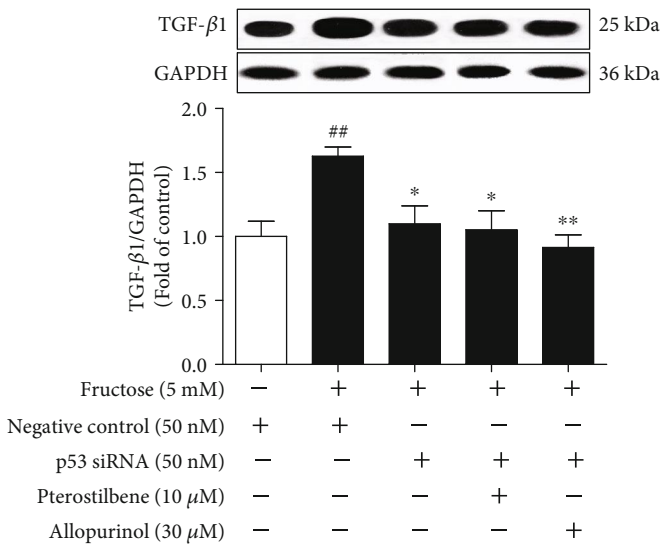 TGF-β1 25 kDa
GAPDH 36 kDa
2.0
##
1.5
* * **
1.0
0.5
0.0
TGF-β1/GAPDH
(Fold of control)
Fructose (5 mM) − + + + +
Negative control (50 nM) + + − − −
p53 siRNA (50 nM) − − + + +
Pterostilbene (10 μM) − − − + −
Allopurinol (30 μM) − − − − +